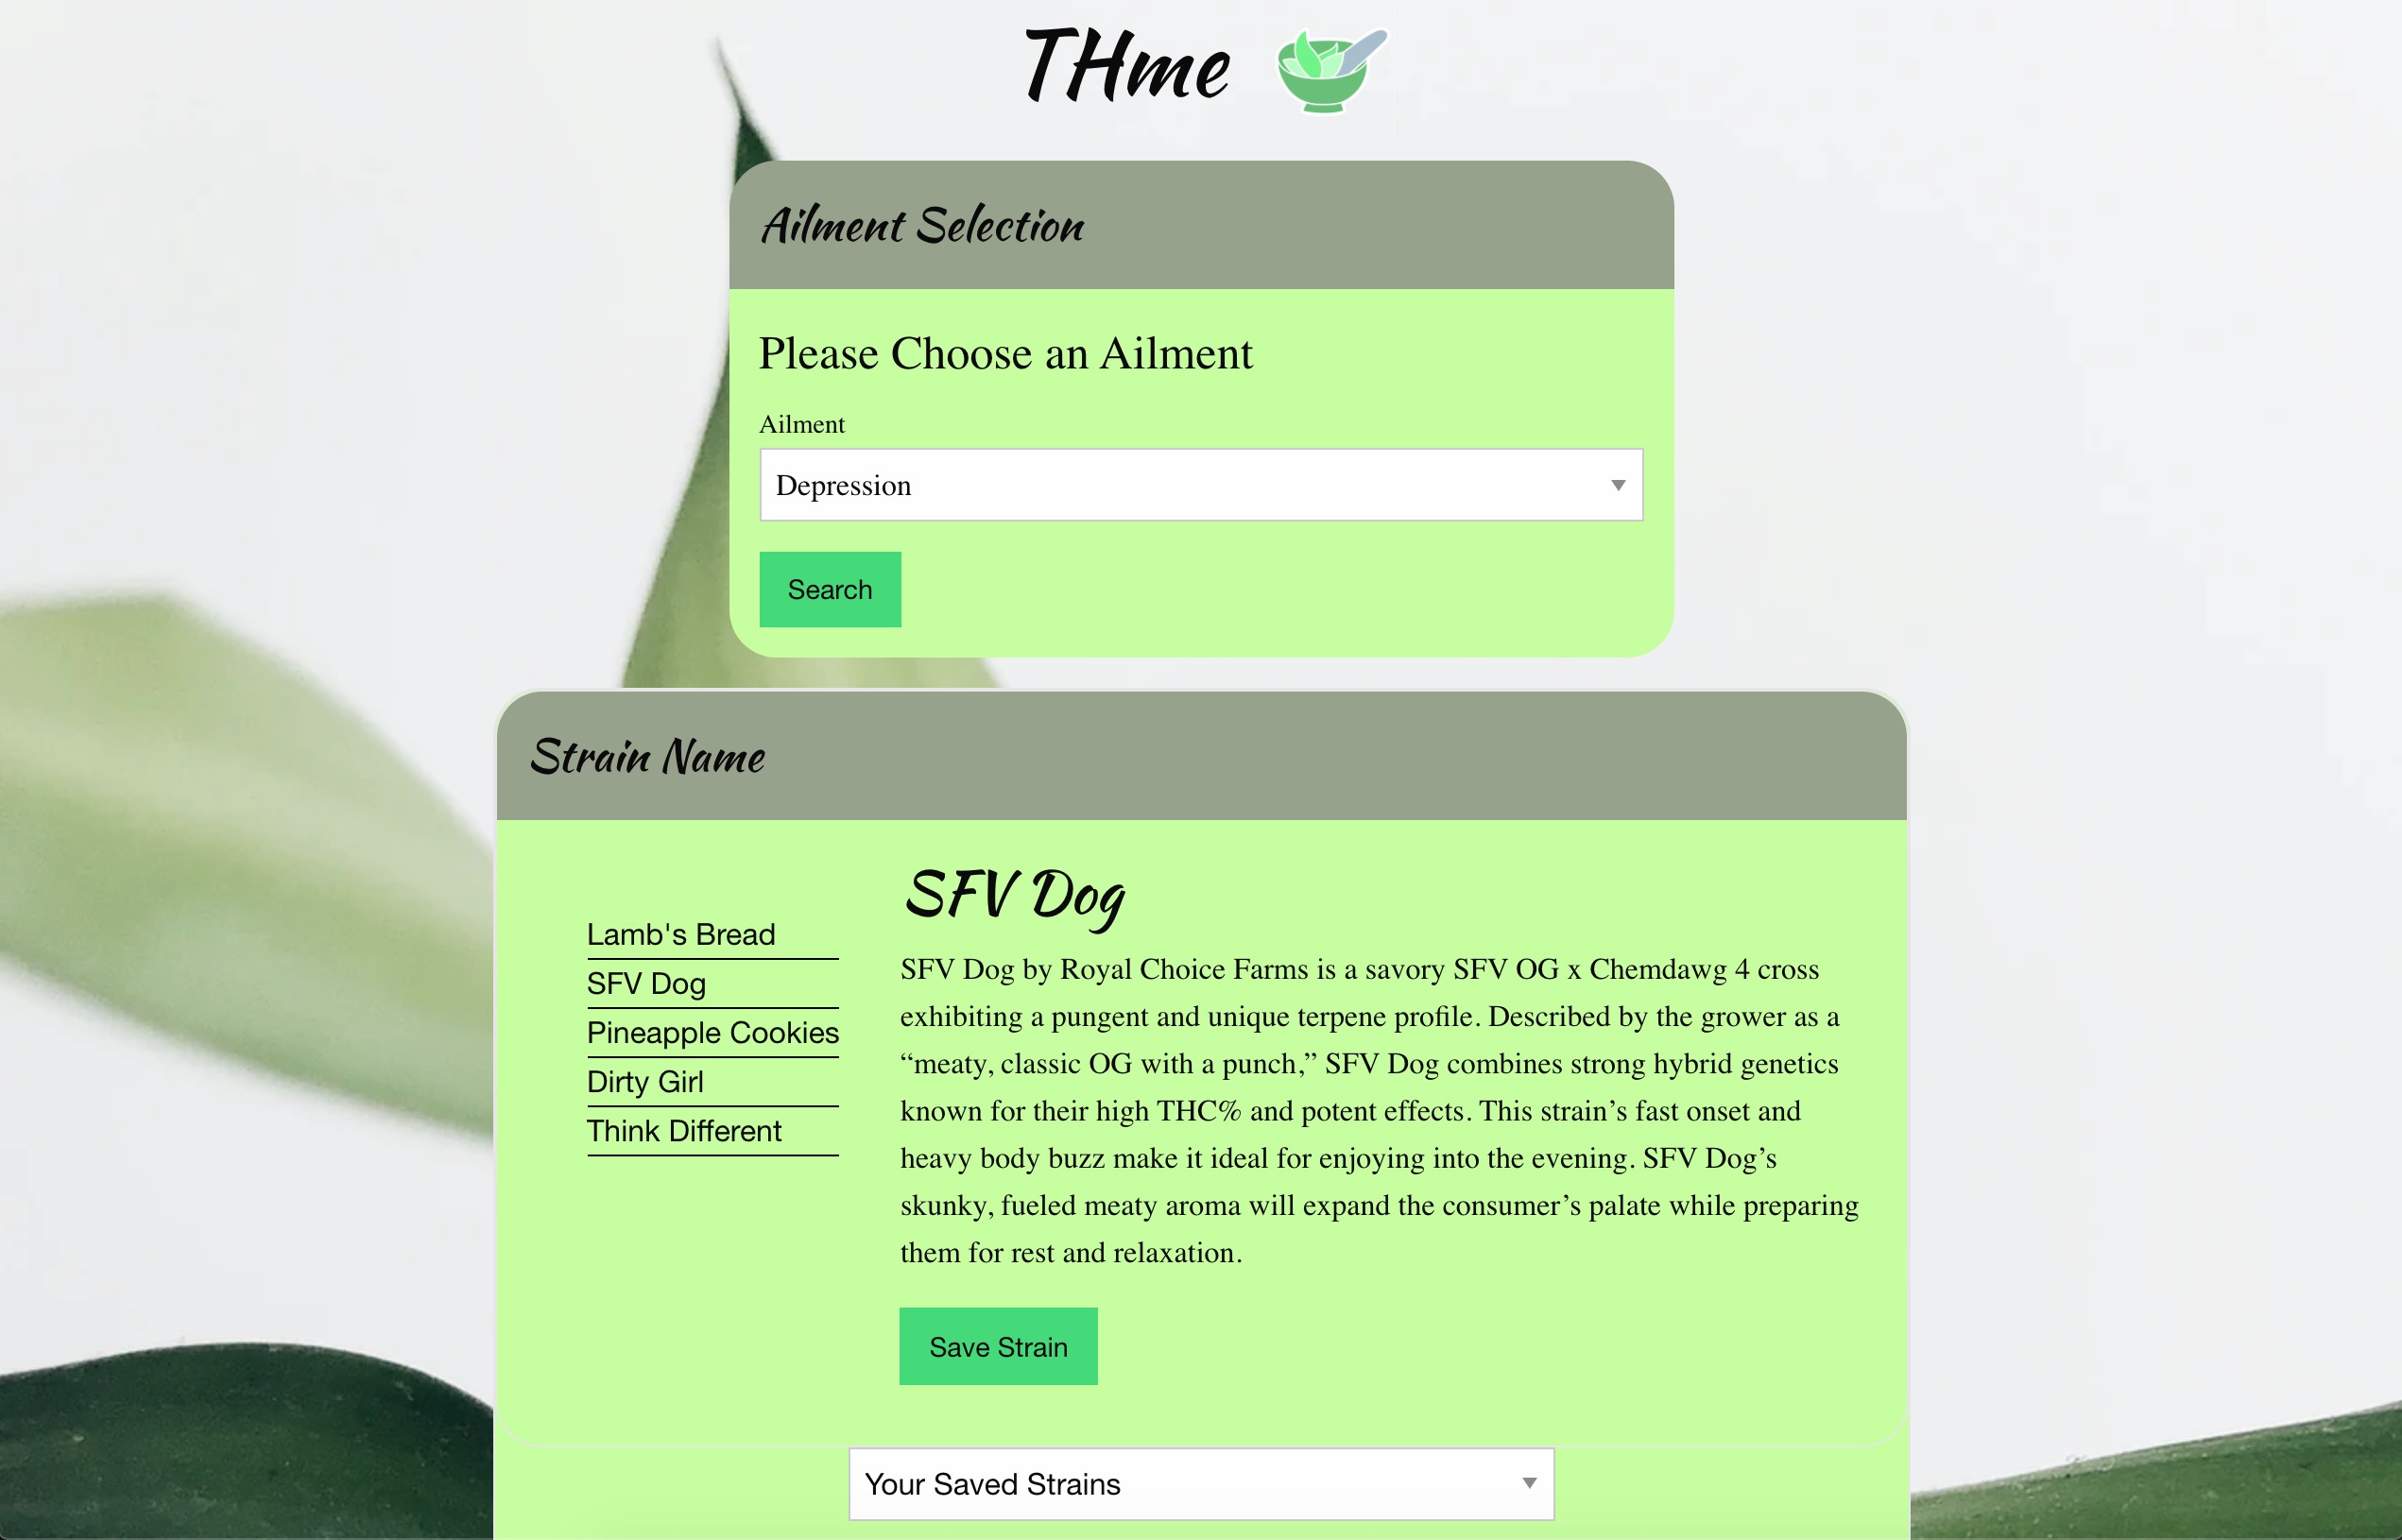 THme
Ailment Selection
Please Choose an Ailment
Ailment
Depression
Search
Strain Name
Lamb's Bread
SFV Dog
Pineapple Cookies
Dirty Girl
Think Different
SFV Dog
SFV Dog by Royal Choice Farms is a savory SFV OG x Chemdawg 4 cross
exhibiting a pungent and unique terpene profile. Described by the grower as a
“meaty, classic OG with a punch,” SFV Dog combines strong hybrid genetics
known for their high THC% and potent effects. This strain’s fast onset and
heavy body buzz make it ideal for enjoying into the evening. SFV Dog’s
skunky, fueled meaty aroma will expand the consumer’s palate while preparing
them for rest and relaxation.
Save Strain
Your Saved Strains